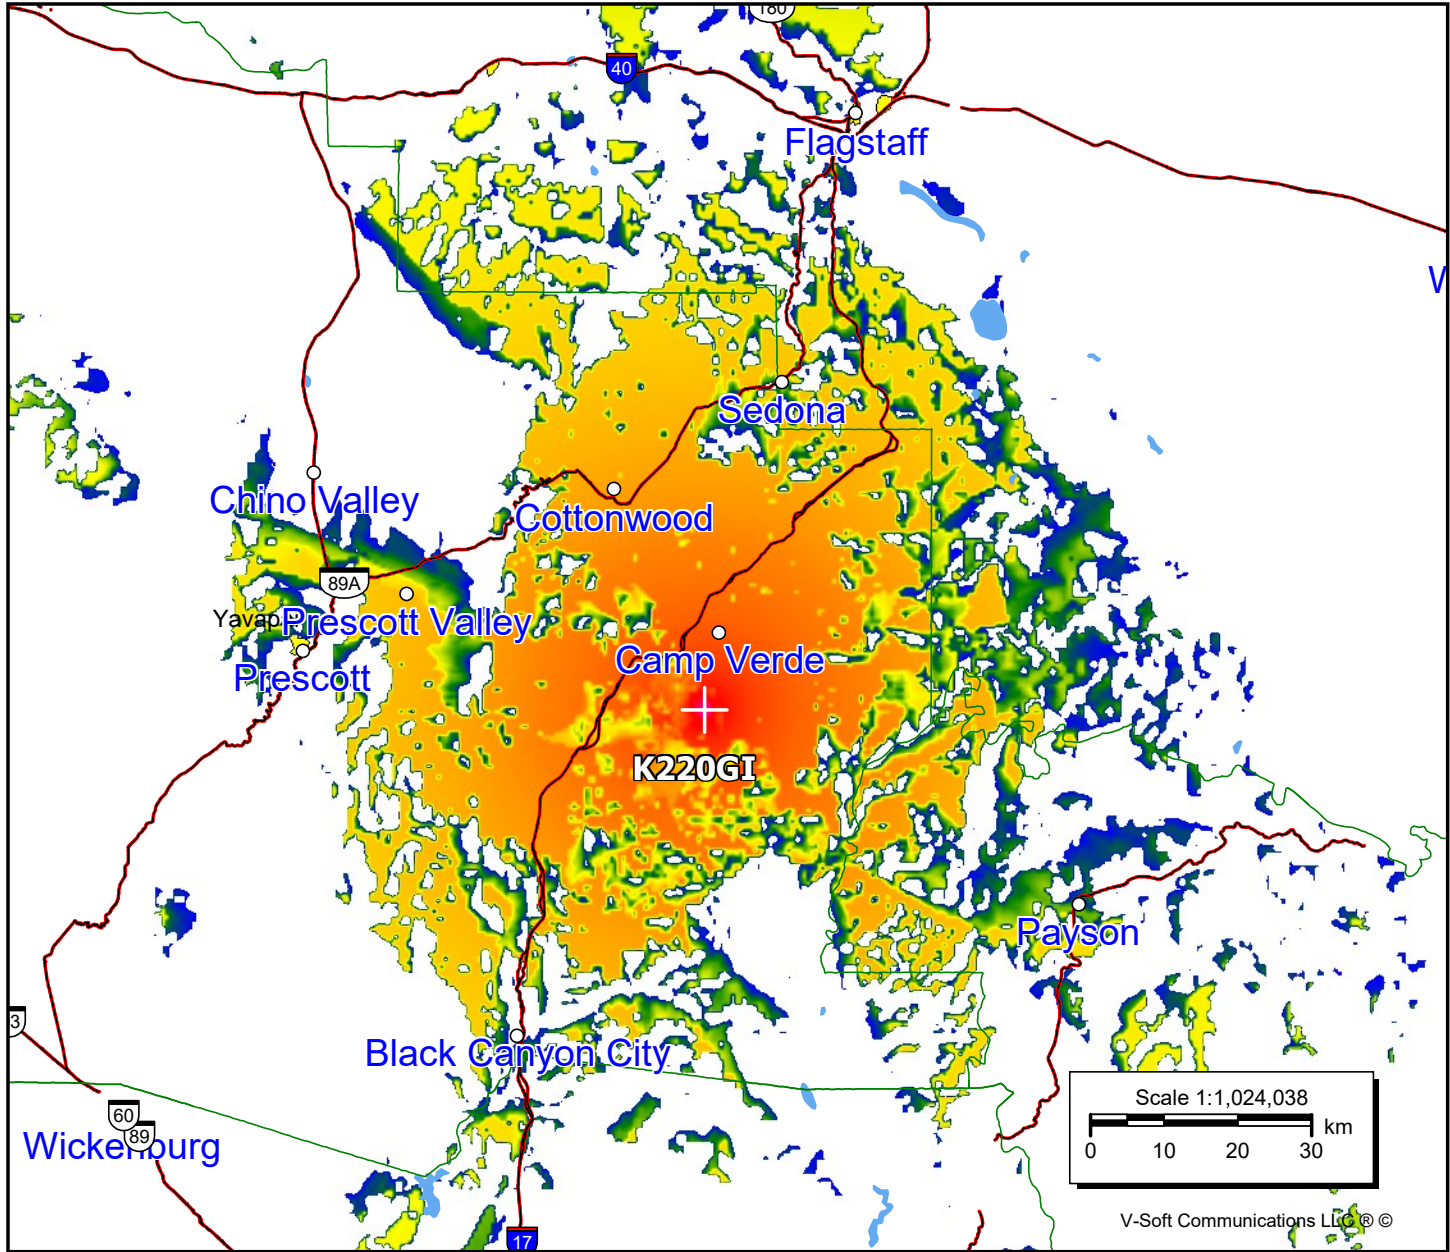 180
40
Flagstaff
W
Sedona
Chino Valley
Cottonwood
89A
Yavap
Prescott Valley
Camp Verde
Prescott
K220GI
Payson
3
Black Canyon City
Scale 1:1,024,038
km
0 10 20 30
60
89
Wickenburg
V-Soft Communications LLC ® ©
17